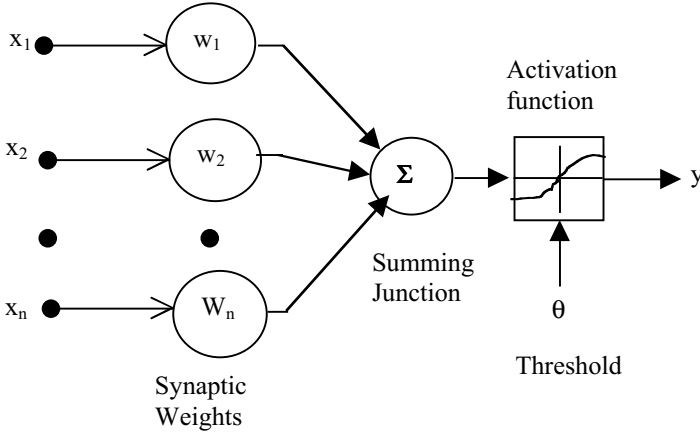 x1
w1
Activation
function
x2
w2
Σ
y
Summing
Junction
xn
Wn
θ
Threshold
Synaptic
Weights